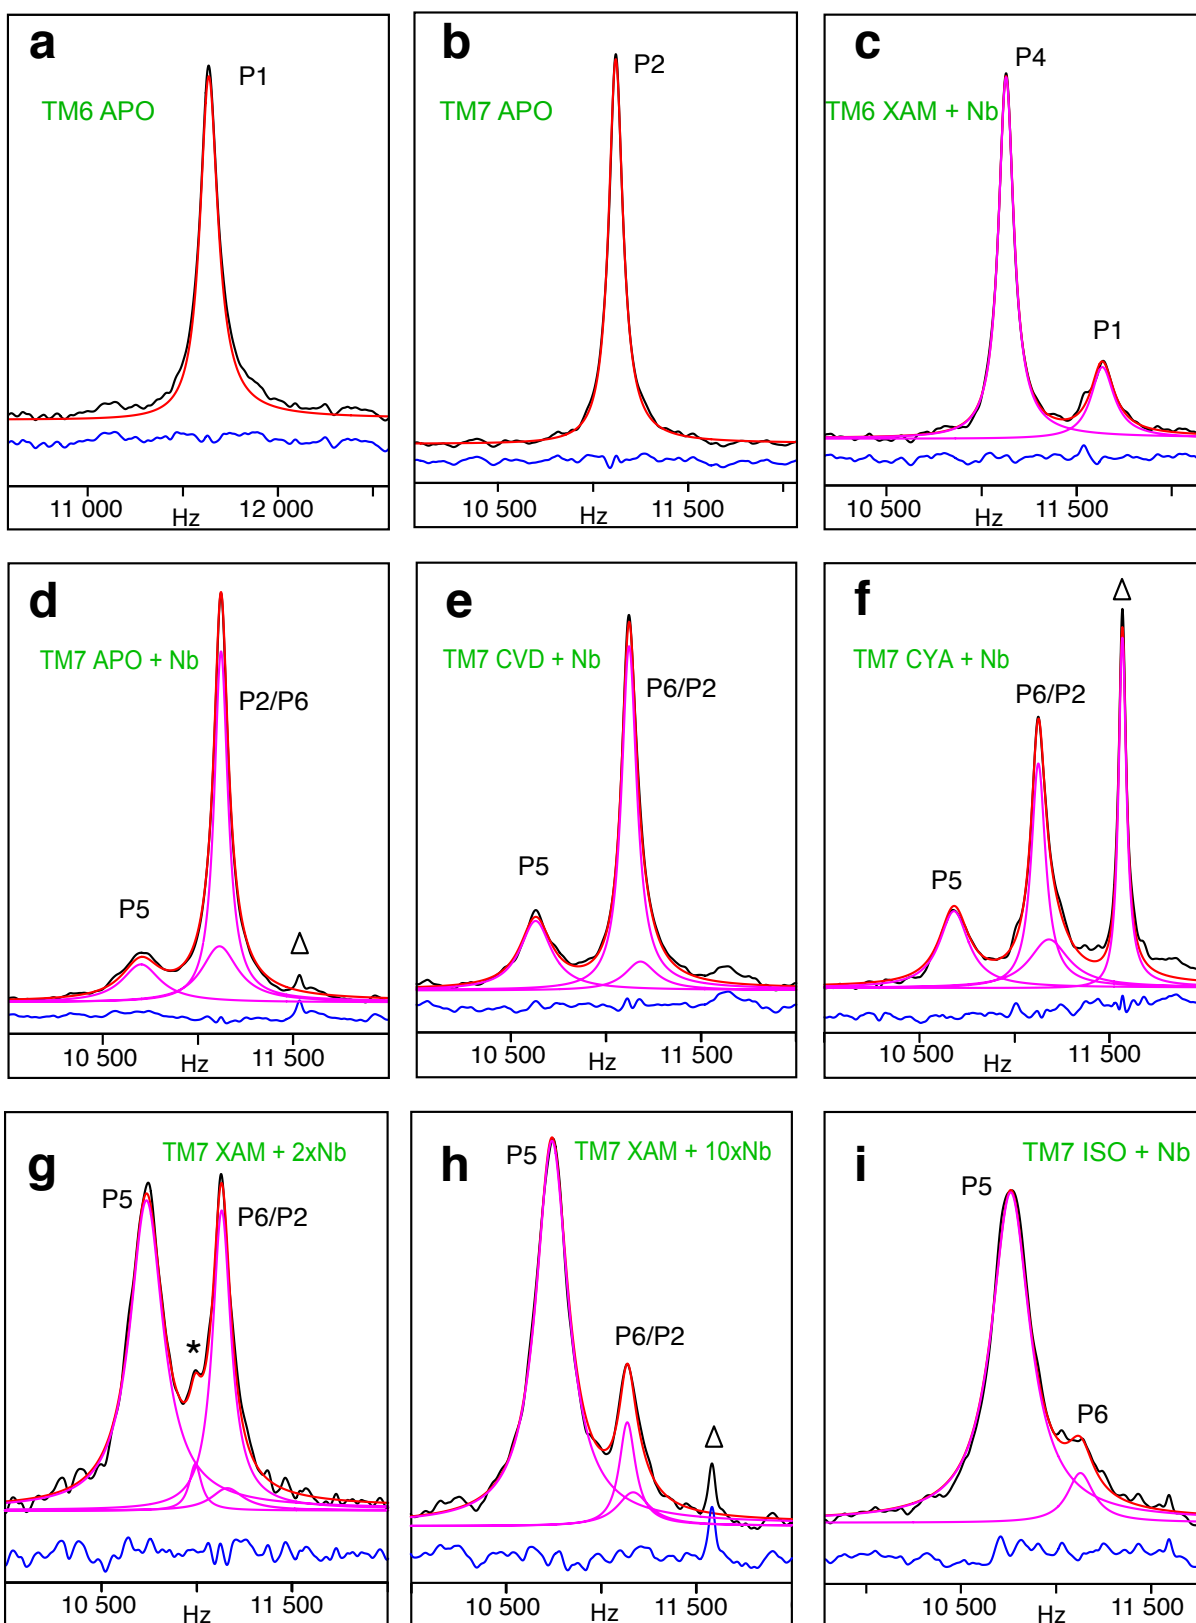 a
P1
TM6 APO
11 000
Hz
12 000
b
P2
TM7 APO
10 500
Hz
11 500
c
P4
TM6 XAM + Nb
P1
10 500
Hz
11 500
d
TM7 APO + Nb
P2/P6
P5
Δ
10 500
Hz
11 500
e
TM7 CVD + Nb
P6/P2
P5
10 500
Hz
11 500
f
Δ
TM7 CYA + Nb
P6/P2
P5
10 500
Hz
11 500
g
TM7 XAM + 2xNb
P5
P6/P2
*
10 500
Hz
11 500
h
P5
TM7 XAM + 10xNb
P6/P2
Δ
10 500
Hz
11 500
i
TM7 ISO + Nb
P5
P6
10 500
Hz
11 500